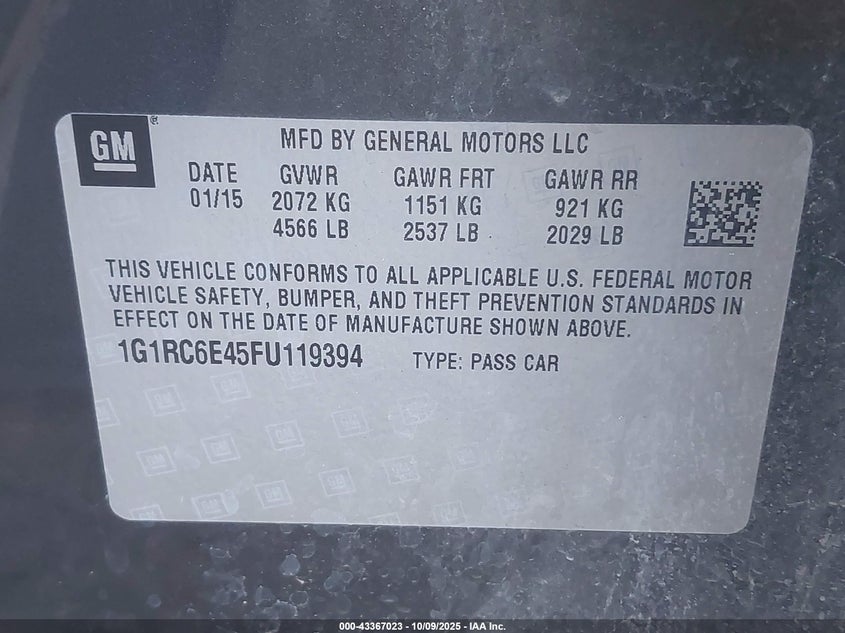 GM®
MFD BY GENERAL MOTORS LLC
DATE GVWR GAWR FRT GAWR RR
01/15 2072 KG 1151 KG 921 KG
4566 LB 2537 LB 2029 LB
THIS VEHICLE CONFORMS TO ALL APPLICABLE U.S. FEDERAL MOTOR
VEHICLE SAFETY, BUMPER, AND THEFT PREVENTION STANDARDS IN
EFFECT ON THE DATE OF MANUFACTURE SHOWN ABOVE.
1G1RC6E45FU119394 TYPE: PASS CAR
000-43367023 - 10/09/2025 - IAA Inc.